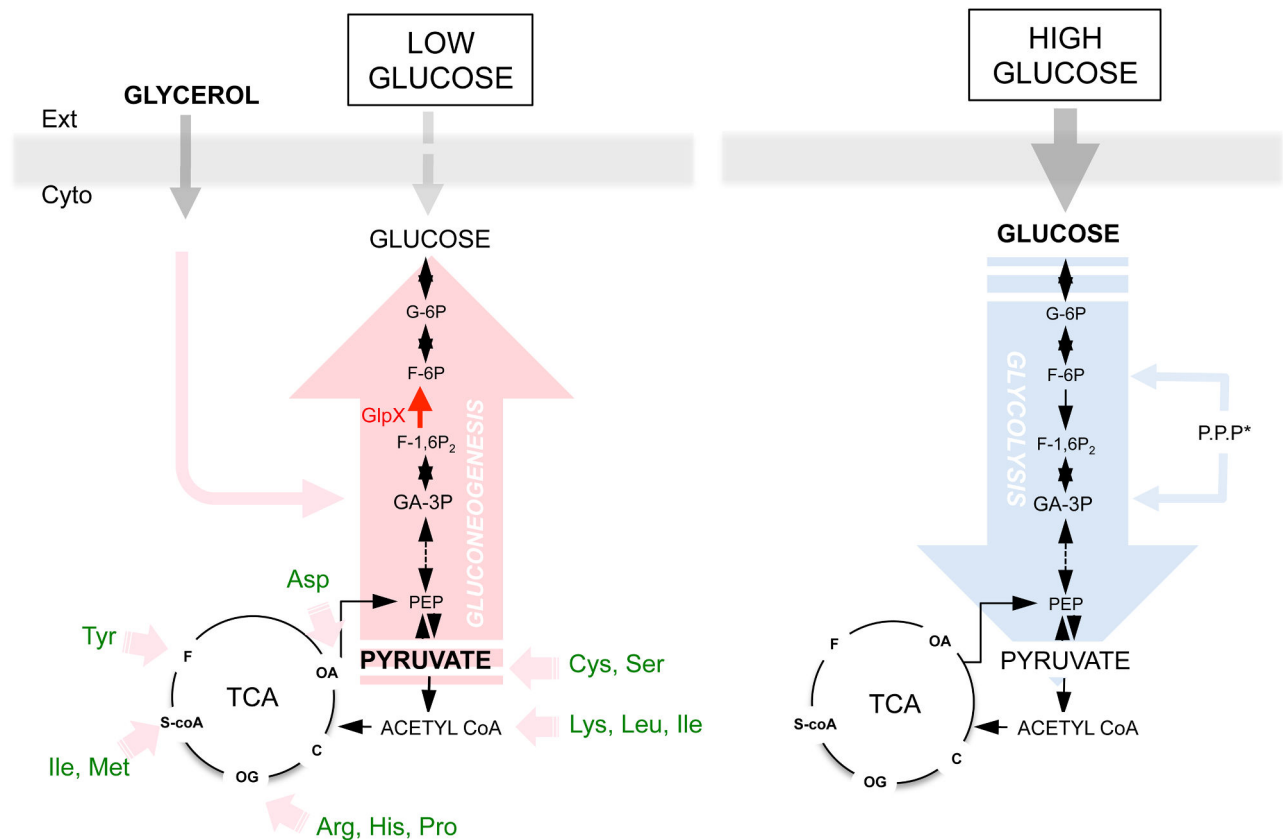 LOW
GLUCOSE
HIGH
GLUCOSE
GLYCEROL
Ext
Cyto
GLUCOSE
G-6P
F-6P
GlpX
F-1,6P₂
GA-3P
GLUCONEOGENESIS
PEP
PYRUVATE
ACETYL CoA
Asp
Tyr
Ile, Met
Arg, His, Pro
Cys, Ser
Lys, Leu, Ile
TCA
F
OA
S-coA
C
OG
GLUCOSE
G-6P
F-6P
F-1,6P₂
GA-3P
GLYCOLYSIS
P.P.P*
PEP
PYRUVATE
ACETYL CoA
TCA
F
OA
S-coA
C
OG